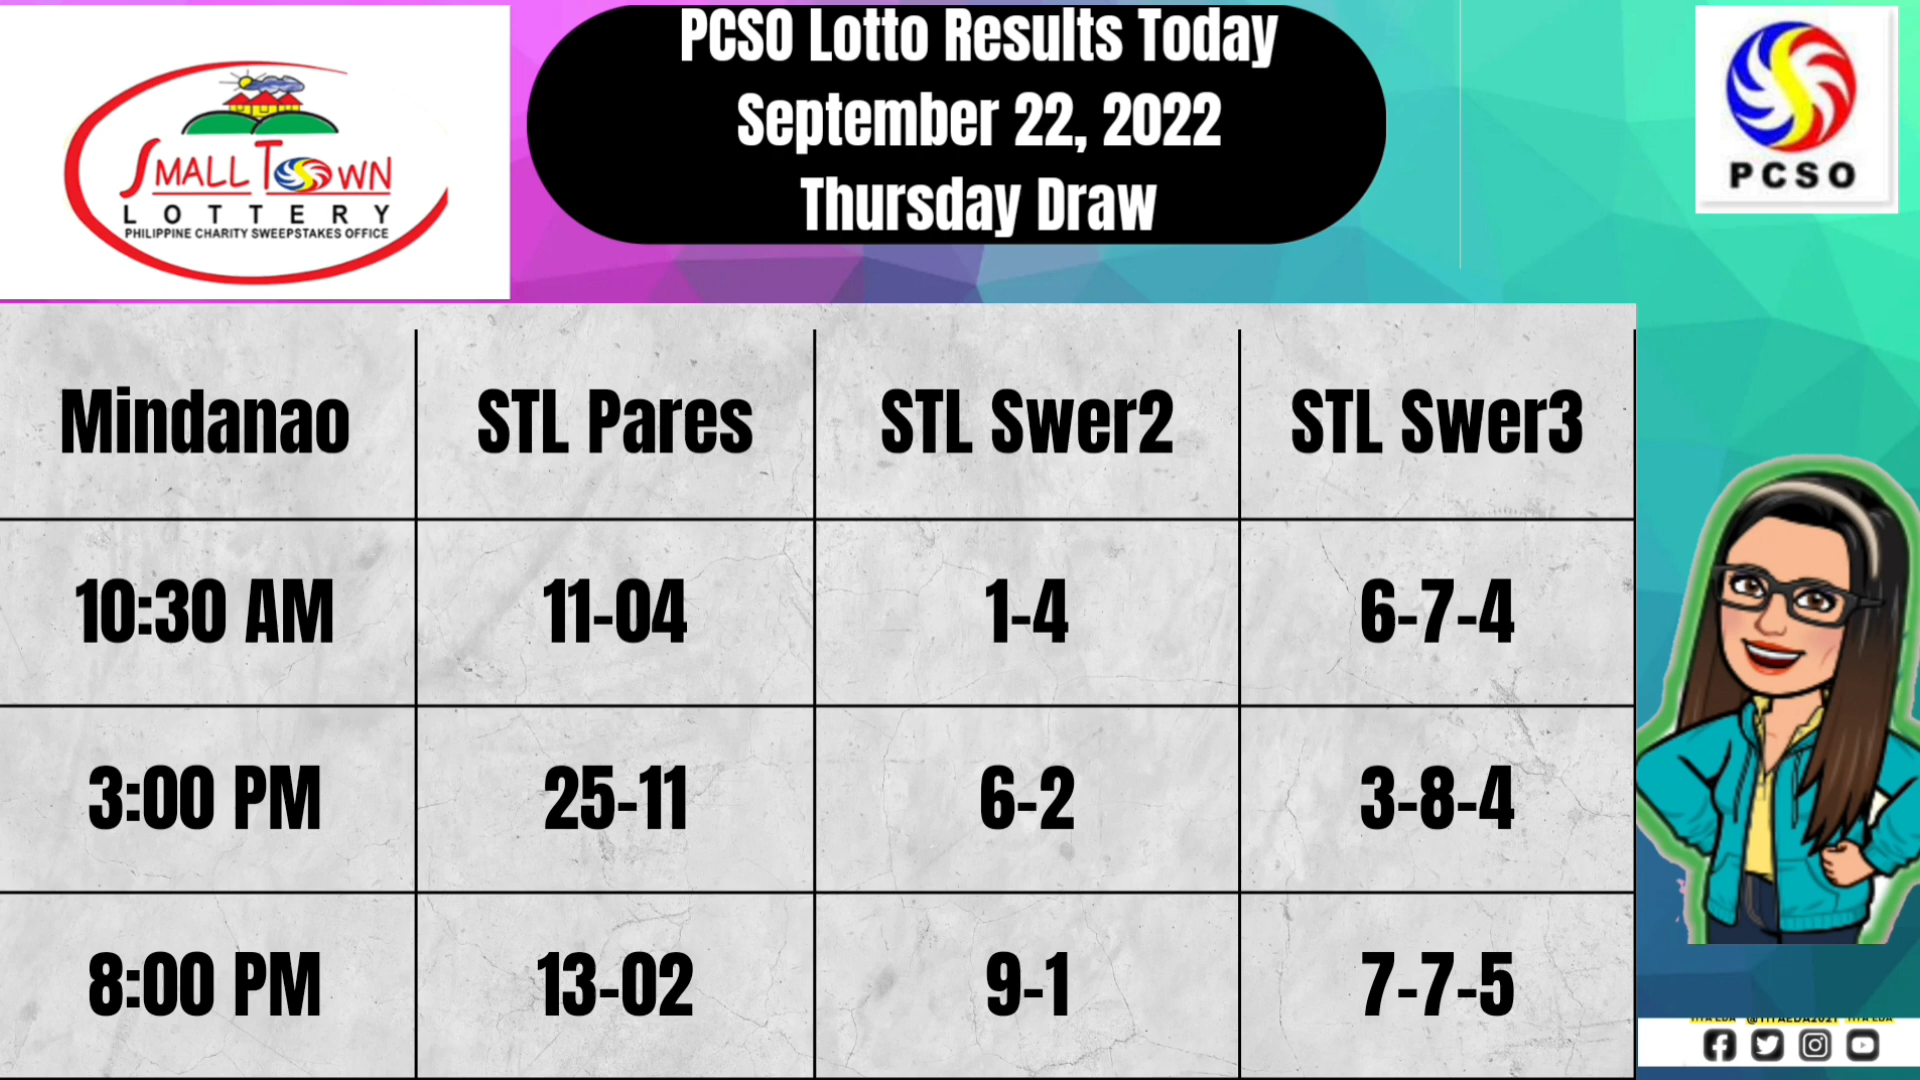 PCSO Lotto Results Today
September 22, 2022
Thursday Draw
SMALL TOWN
LOTTERY
PHILIPPINE CHARITY SWEEPSTAKES OFFICE
PCSO
Mindanao STL Pares STL Swer2 STL Swer3
10:30 AM 11-04 1-4 6-7-4
3:00 PM 25-11 6-2 3-8-4
8:00 PM 13-02 9-1 7-7-5